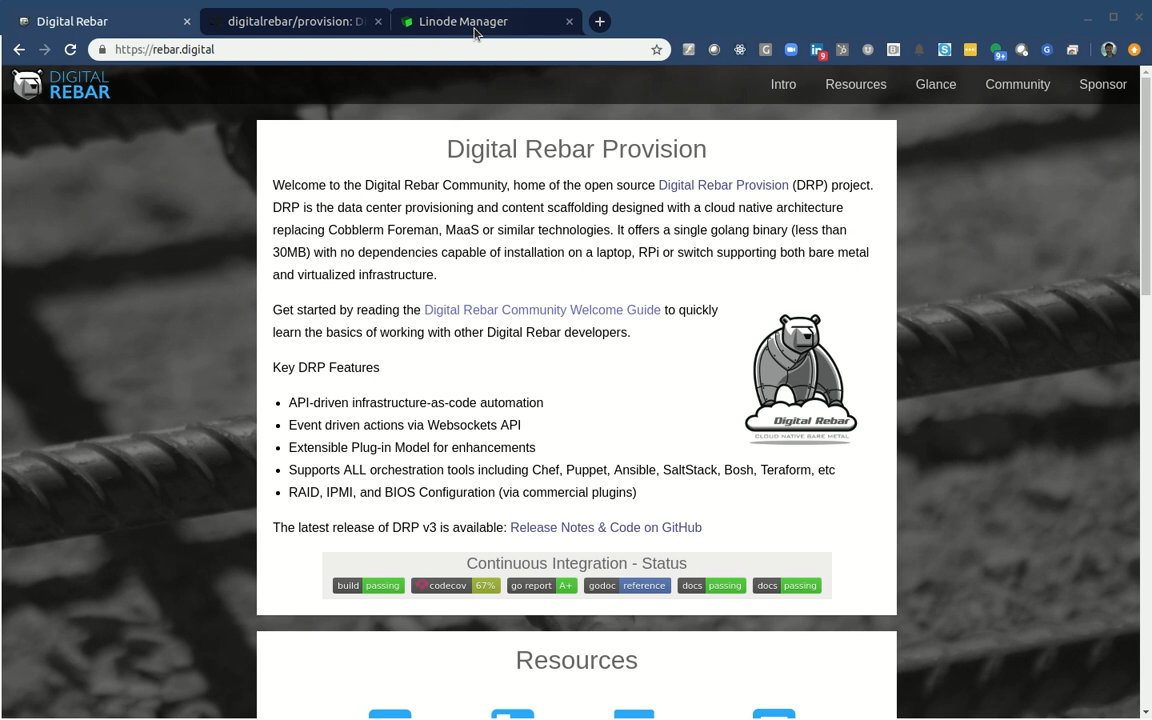 Digital Rebar
digitalrebar/provision: D
Linode Manager
https://rebar.digital
9
9+
DIGITAL
REBAR
Intro
Resources
Glance
Community
Sponsor
Digital Rebar Provision
Welcome to the Digital Rebar Community, home of the open source Digital Rebar Provision (DRP) project.
DRP is the data center provisioning and content scaffolding designed with a cloud native architecture
replacing Cobblerm Foreman, MaaS or similar technologies. It offers a single golang binary (less than
30MB) with no dependencies capable of installation on a laptop, RPi or switch supporting both bare metal
and virtualized infrastructure.
Get started by reading the Digital Rebar Community Welcome Guide to quickly
learn the basics of working with other Digital Rebar developers.
Key DRP Features
API-driven infrastructure-as-code automation
Event driven actions via Websockets API
Extensible Plug-in Model for enhancements
Supports ALL orchestration tools including Chef, Puppet, Ansible, SaltStack, Bosh, Teraform, etc
RAID, IPMI, and BIOS Configuration (via commercial plugins)
Digital Rebar
CLOUD NATIVE BARE METAL
The latest release of DRP v3 is available: Release Notes & Code on GitHub
Continuous Integration - Status
build passing
codecov 67%
go report A+
godoc reference
docs passing
docs passing
Resources